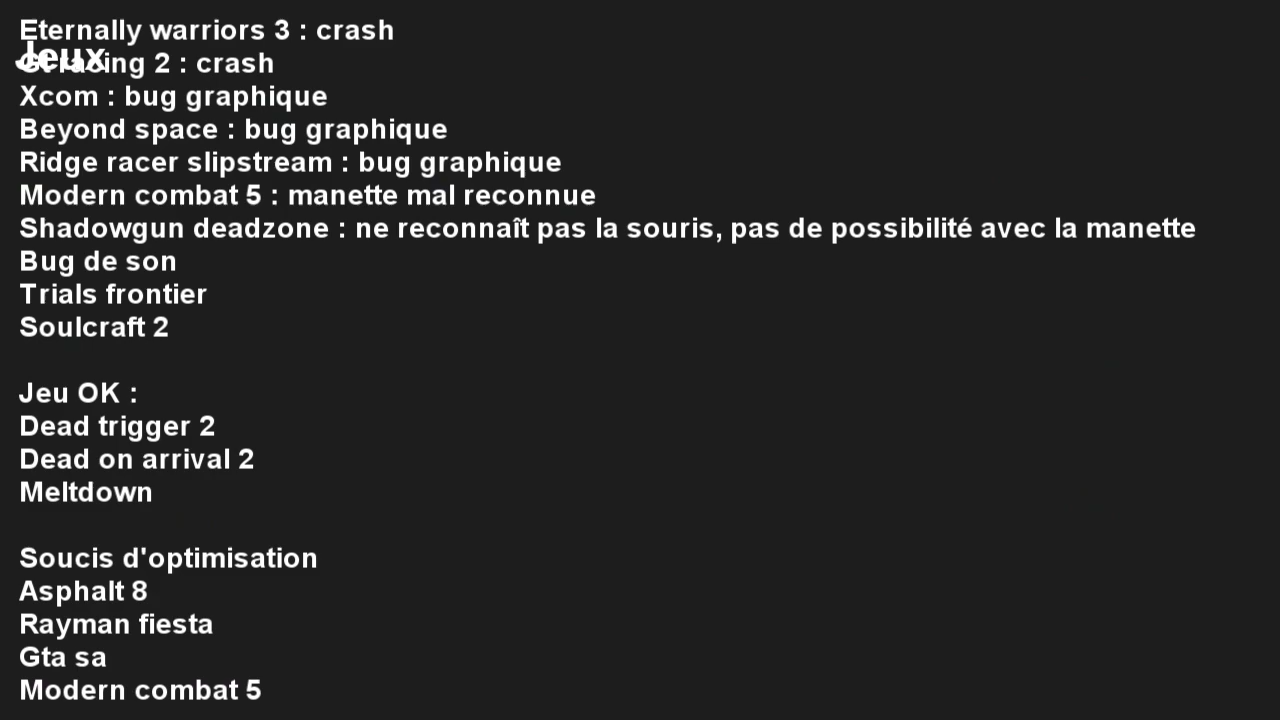 Eternally warriors 3 : crash
Jeux
Gt racing 2 : crash
Xcom : bug graphique
Beyond space : bug graphique
Ridge racer slipstream : bug graphique
Modern combat 5 : manette mal reconnue
Shadowgun deadzone : ne reconnaît pas la souris, pas de possibilité avec la manette
Bug de son
Trials frontier
Soulcraft 2
Jeu OK :
Dead trigger 2
Dead on arrival 2
Meltdown
Soucis d'optimisation
Asphalt 8
Rayman fiesta
Gta sa
Modern combat 5